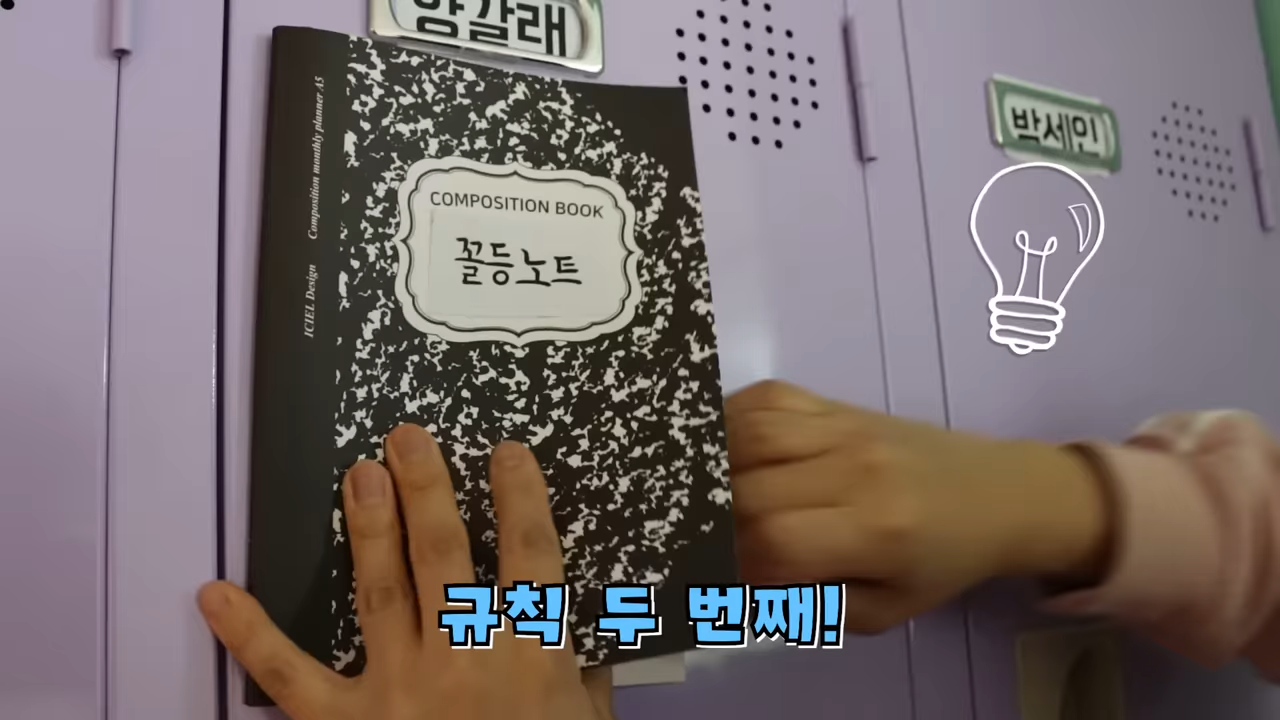 양갈래
박세인
ICIEL Design Composition monthly planner A5
COMPOSITION BOOK
꼴등노트
규칙 두 번째!